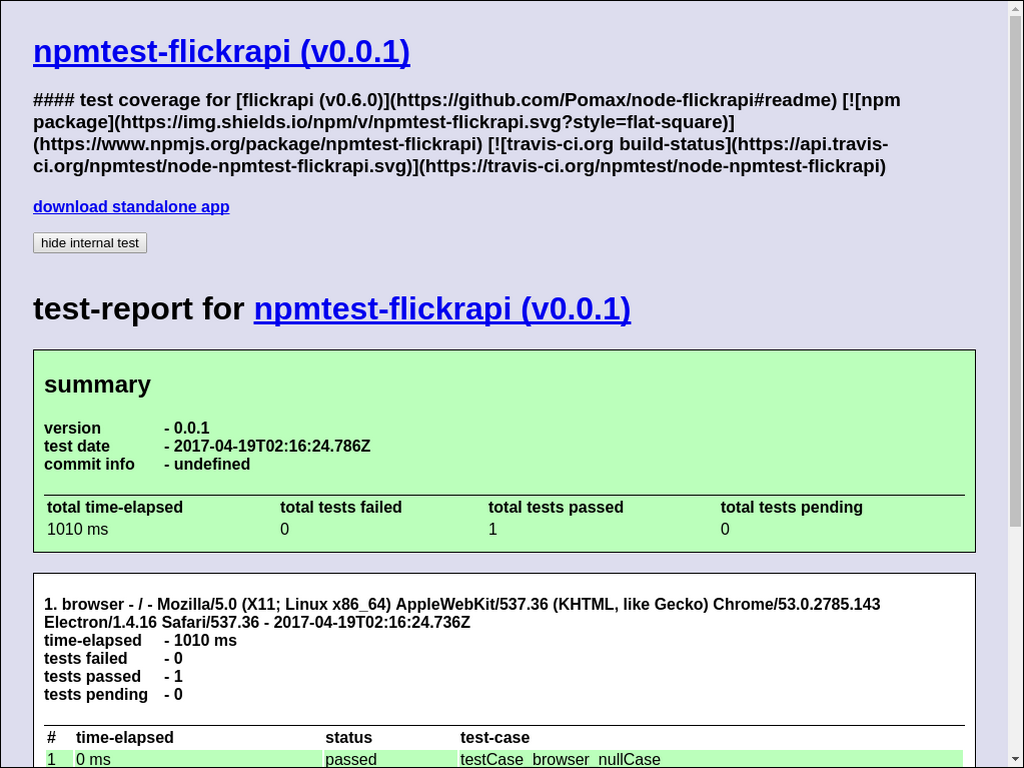 npmtest-flickrapi (v0.0.1)
#### test coverage for [flickrapi (v0.6.0)](https://github.com/Pomax/node-flickrapi#readme) [![npm
package](https://img.shields.io/npm/v/npmtest-flickrapi.svg?style=flat-square)]
(https://www.npmjs.org/package/npmtest-flickrapi) [![travis-ci.org build-status](https://api.travis-
ci.org/npmtest/node-npmtest-flickrapi.svg)](https://travis-ci.org/npmtest/node-npmtest-flickrapi)
download standalone app
hide internal test
test-report for npmtest-flickrapi (v0.0.1)
summary
version - 0.0.1
test date - 2017-04-19T02:16:24.786Z
commit info - undefined
total time-elapsed total tests failed total tests passed total tests pending
1010 ms 0 1 0
1. browser - / - Mozilla/5.0 (X11; Linux x86_64) AppleWebKit/537.36 (KHTML, like Gecko) Chrome/53.0.2785.143
Electron/1.4.16 Safari/537.36 - 2017-04-19T02:16:24.736Z
time-elapsed - 1010 ms
tests failed - 0
tests passed - 1
tests pending - 0
# time-elapsed status test-case
1 0 ms passed testCase_browser_nullCase